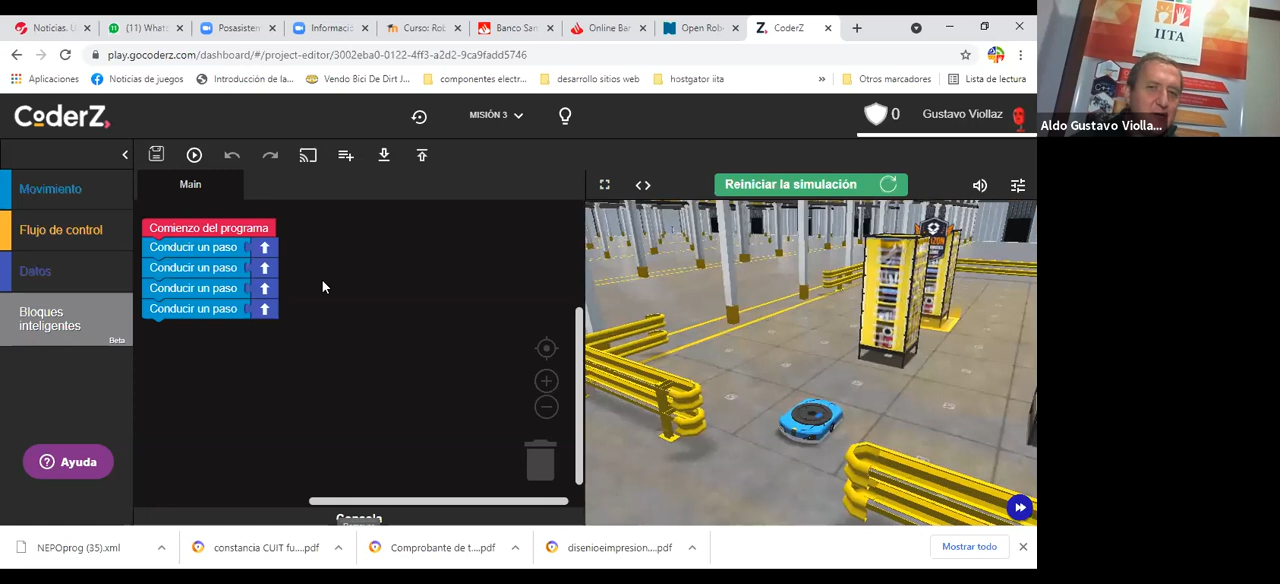 Noticias. U
(11) Whats
Posasisten
Informació
Curso: Rob
Banco San
Online Ban
Open Rob
CoderZ
play.gocoderz.com/dashboard/#/project-editor/3002eba0-0122-4ff3-a2d2-9ca9fadd5746
Aplicaciones
Noticias de juegos
Introducción de la...
Vendo Bici De Dirt J...
componentes electr...
desarrollo sitios web
hostgator iita
»
Otros marcadores
Lista de lectura
IITA
Aldo Gustavo Violla...
CoderZ
MISIÓN 3
0
Gustavo Viollaz
Movimiento
Flujo de control
Datos
Bloques
inteligentes
Beta
Ayuda
Main
Comienzo del programa
Conducir un paso
Conducir un paso
Conducir un paso
Conducir un paso
Consola
Reiniciar la simulación
NEPOprog (35).xml
constancia CUIT fu....pdf
Comprobante de t....pdf
disenioeimpresion....pdf
Mostrar todo